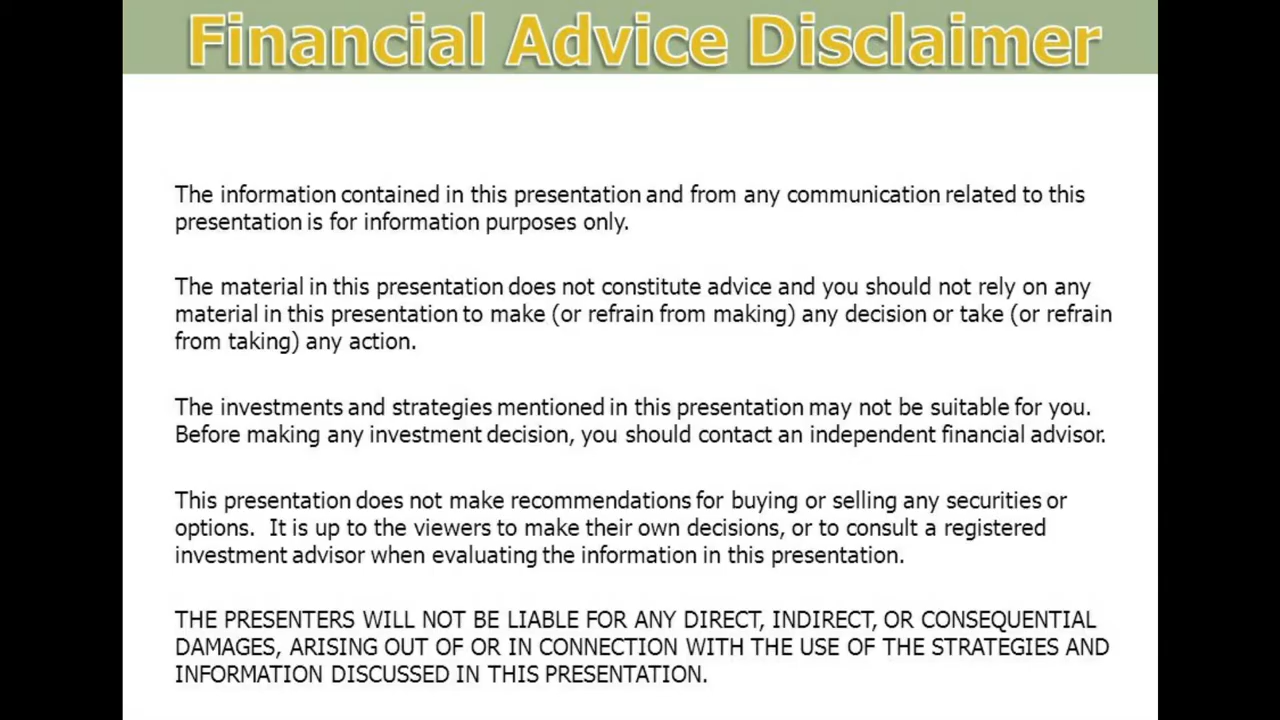 Financial Advice Disclaimer
The information contained in this presentation and from any communication related to this
presentation is for information purposes only.
The material in this presentation does not constitute advice and you should not rely on any
material in this presentation to make (or refrain from making) any decision or take (or refrain
from taking) any action.
The investments and strategies mentioned in this presentation may not be suitable for you.
Before making any investment decision, you should contact an independent financial advisor.
This presentation does not make recommendations for buying or selling any securities or
options.  It is up to the viewers to make their own decisions, or to consult a registered
investment advisor when evaluating the information in this presentation.
THE PRESENTERS WILL NOT BE LIABLE FOR ANY DIRECT, INDIRECT, OR CONSEQUENTIAL
DAMAGES, ARISING OUT OF OR IN CONNECTION WITH THE USE OF THE STRATEGIES AND
INFORMATION DISCUSSED IN THIS PRESENTATION.